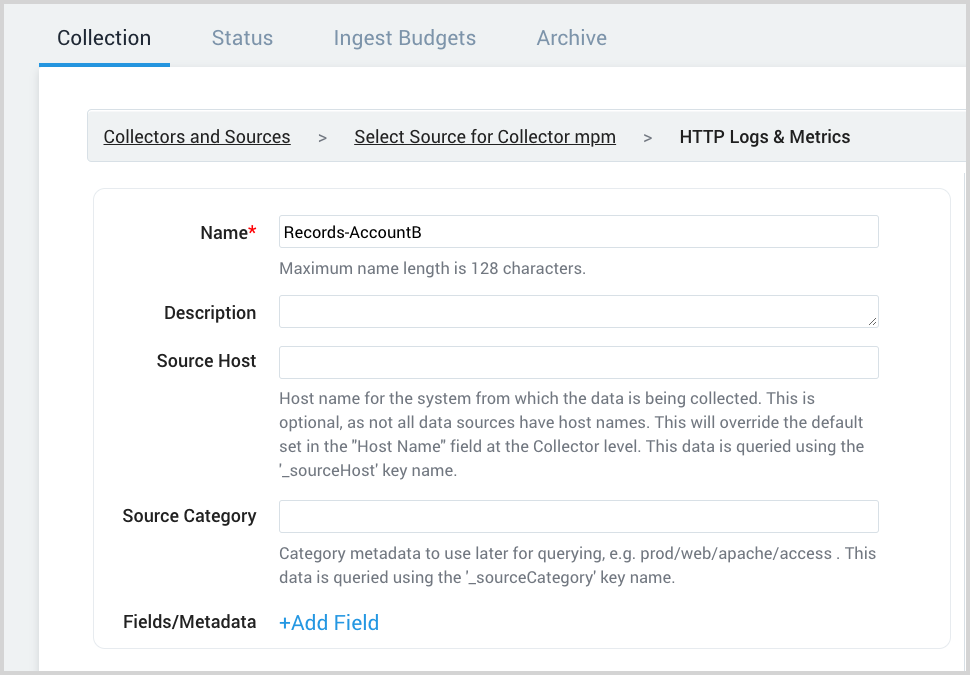 Collection Status Ingest Budgets Archive
Collectors and Sources > Select Source for Collector mpm > HTTP Logs & Metrics
Name* Records-AccountB
Maximum name length is 128 characters.
Description
Source Host
Host name for the system from which the data is being collected. This is
optional, as not all data sources have host names. This will override the default
set in the "Host Name" field at the Collector level. This data is queried using the
'_sourceHost' key name.
Source Category
Category metadata to use later for querying, e.g. prod/web/apache/access . This
data is queried using the '_sourceCategory' key name.
Fields/Metadata +Add Field